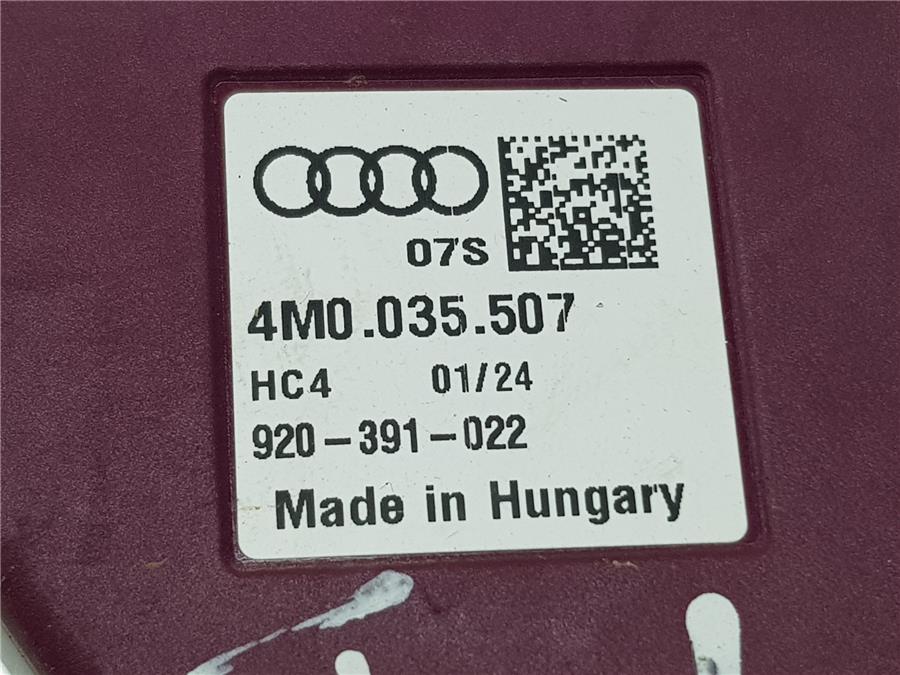 07S
4M0.035.507
HC4 01/24
920-391-022
Made in Hungary